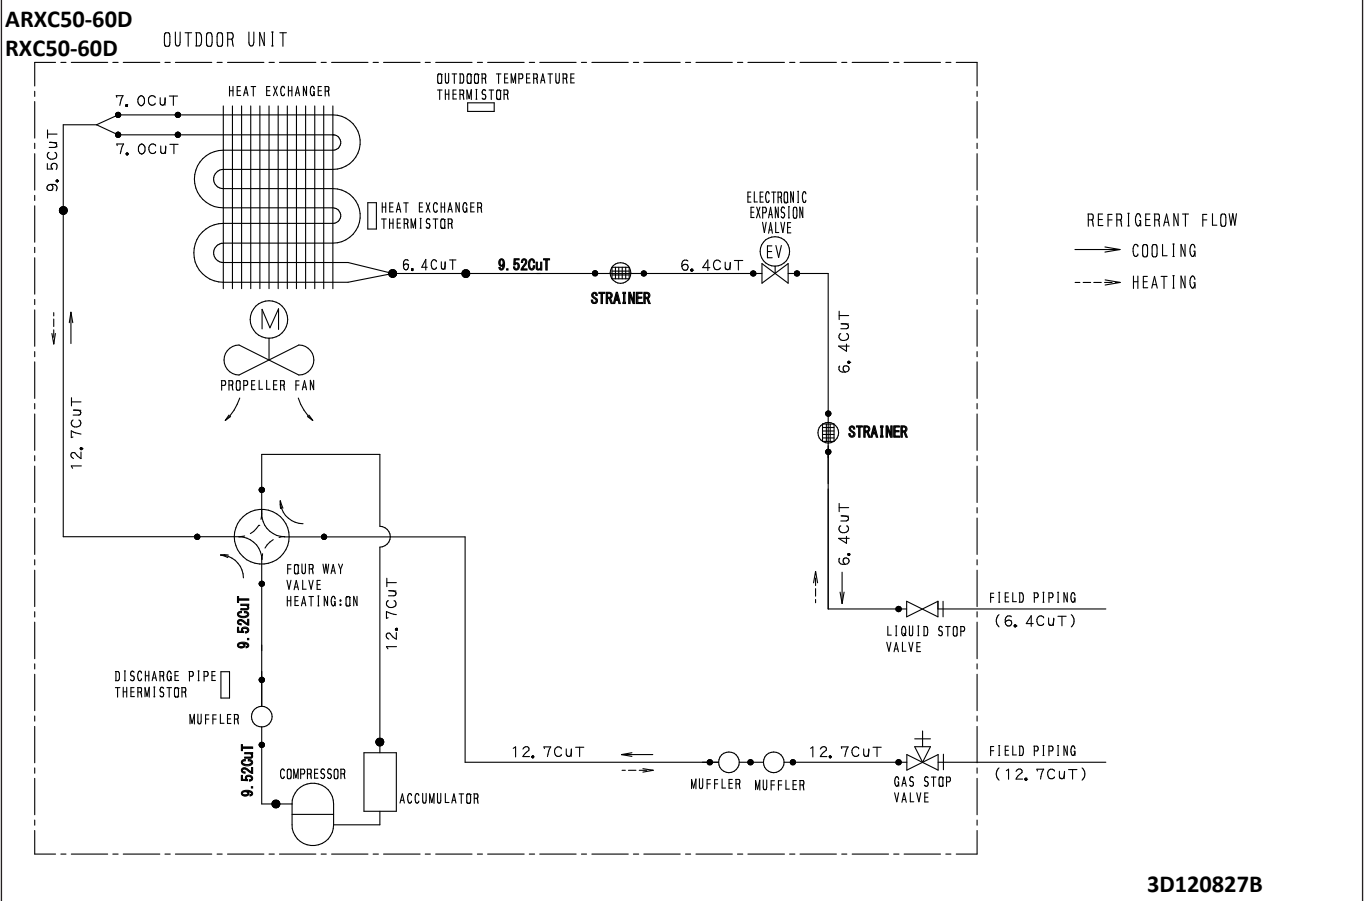 ARXC50-60D
RXC50-60D
OUTDOOR UNIT
OUTDOOR TEMPERATURE
THERMISTOR
HEAT EXCHANGER
7.0CuT
7.0CuT
9.5CuT
HEAT EXCHANGER
THERMISTOR
ELECTRONIC
EXPANSION
VALVE
EV
REFRIGERANT FLOW
COOLING
HEATING
6.4CuT
9.52CuT
STRAINER
6.4CuT
6.4CuT
M
PROPELLER FAN
12.7CuT
STRAINER
6.4CuT
FOUR WAY
VALVE
HEATING:ON
9.52CuT
12.7CuT
FIELD PIPING
(6.4CuT)
LIQUID STOP
VALVE
DISCHARGE PIPE
THERMISTOR
MUFFLER
9.52CuT
COMPRESSOR
ACCUMULATOR
12.7CuT
MUFFLER
MUFFLER
12.7CuT
GAS STOP
VALVE
FIELD PIPING
(12.7CuT)
3D120827B